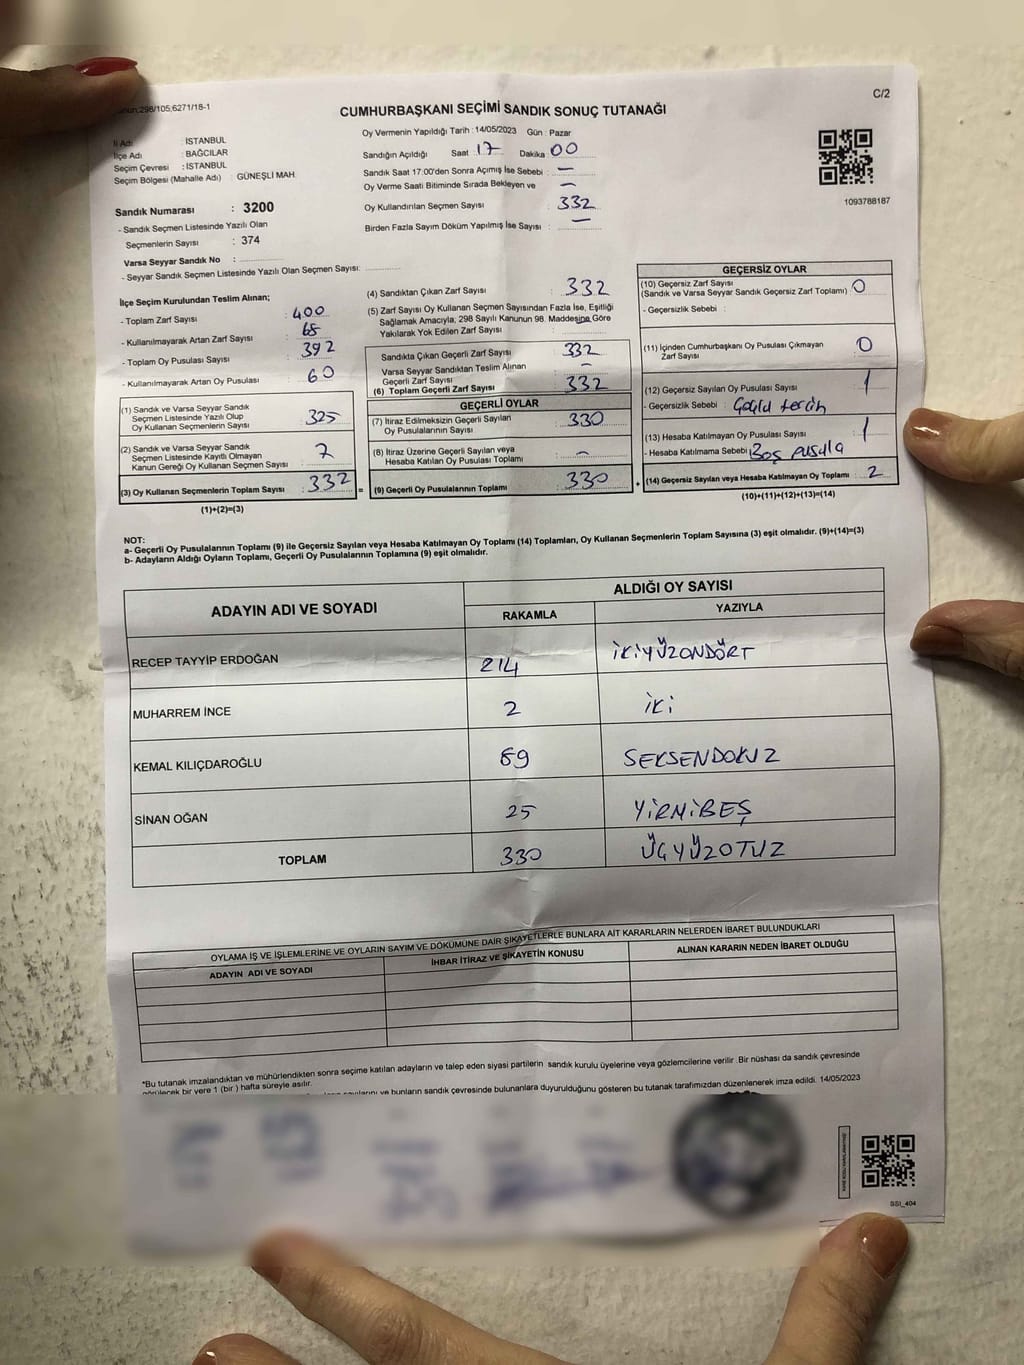 298/105;6271/18-1
C/2
CUMHURBAŞKANI SEÇİMİ SANDIK SONUÇ TUTANAĞI
İl Adı : İSTANBUL
İlçe Adı : BAĞCILAR
Seçim Çevresi : İSTANBUL
Seçim Bölgesi (Mahalle Adı) : GÜNEŞLİ MAH.
Sandık Numarası : 3200
- Sandık Seçmen Listesinde Yazılı Olan
Seçmenlerin Sayısı : 374
Varsa Seyyar Sandık No :
- Seyyar Sandık Seçmen Listesinde Yazılı Olan Seçmen Sayısı:
Oy Vermenin Yapıldığı Tarih : 14/05/2023 Gün : Pazar
Sandığın Açıldığı Saat 17 Dakika 00
Sandık Saat 17:00'den Sonra Açımış İse Sebebi : —
Oy Verme Saati Bitiminde Sırada Bekleyen ve —
Oy Kullandırılan Seçmen Sayısı : 332
Birden Fazla Sayım Döküm Yapılmış İse Sayısı : —
1093788187
İlçe Seçim Kurulundan Teslim Alınan;
- Toplam Zarf Sayısı : 400
- Kullanılmayarak Artan Zarf Sayısı : 68
- Toplam Oy Pusulası Sayısı : 392
- Kullanılmayarak Artan Oy Pusulası : 60
(1) Sandık ve Varsa Seyyar Sandık
Seçmen Listesinde Yazılı Olup
Oy Kullanan Seçmenlerin Sayısı : 325
(2) Sandık ve Varsa Seyyar Sandık
Seçmen Listesinde Kayıtlı Olmayan
Kanun Gereği Oy Kullanan Seçmen Sayısı : 7
(3) Oy Kullanan Seçmenlerin Toplam Sayısı : 332 =
(1)+(2)=(3)
(4) Sandıktan Çıkan Zarf Sayısı : 332
(5) Zarf Sayısı Oy Kullanan Seçmen Sayısından Fazla İse, Eşitliği
Sağlamak Amacıyla; 298 Sayılı Kanunun 98. Maddesine Göre
Yakılarak Yok Edilen Zarf Sayısı :
Sandıkta Çıkan Geçerli Zarf Sayısı : 332
Varsa Seyyar Sandıktan Teslim Alınan
Geçerli Zarf Sayısı : —
(6) Toplam Geçerli Zarf Sayısı : 332
GEÇERLİ OYLAR
(7) İtiraz Edilmeksizin Geçerli Sayılan
Oy Pusulalarının Sayısı : 330
(8) İtiraz Üzerine Geçerli Sayılan veya
Hesaba Katılan Oy Pusulası Toplamı : —
(9) Geçerli Oy Pusulalarının Toplamı : 330 +
GEÇERSİZ OYLAR
(10) Geçersiz Zarf Sayısı
(Sandık ve Varsa Seyyar Sandık Geçersiz Zarf Toplamı) : 0
- Geçersizlik Sebebi :
(11) İçinden Cumhurbaşkanı Oy Pusulası Çıkmayan
Zarf Sayısı : 0
(12) Geçersiz Sayılan Oy Pusulası Sayısı : 1
- Geçersizlik Sebebi : Çoğlu tercih
(13) Hesaba Katılmayan Oy Pusulası Sayısı : 1
- Hesaba Katılmama Sebebi : Boş pusula
(14) Geçersiz Sayılan veya Hesaba Katılmayan Oy Toplamı : 2
(10)+(11)+(12)+(13)=(14)
NOT:
a- Geçerli Oy Pusulalarının Toplamı (9) ile Geçersiz Sayılan veya Hesaba Katılmayan Oy Toplamı (14) Toplamları, Oy Kullanan Seçmenlerin Toplam Sayısına (3) eşit olmalıdır. (9)+(14)=(3)
b- Adayların Aldığı Oyların Toplamı, Geçerli Oy Pusulalarının Toplamına (9) eşit olmalıdır.
ADAYIN ADI VE SOYADI ALDIĞI OY SAYISI
RAKAMLA YAZIYLA
RECEP TAYYİP ERDOĞAN 214 İKİYÜZONDÖRT
MUHARREM İNCE 2 İKİ
KEMAL KILIÇDAROĞLU 89 SEKSENDOKUZ
SİNAN OĞAN 25 YİRMİBEŞ
TOPLAM 330 ÜÇYÜZOTUZ
OYLAMA İŞ VE İŞLEMLERİNE VE OYLARIN SAYIM VE DÖKÜMÜNE DAİR ŞİKAYETLERLE BUNLARA AİT KARARLARIN NELERDEN İBARET BULUNDUKLARI
ADAYIN ADI VE SOYADI İHBAR İTİRAZ VE ŞİKAYETİN KONUSU ALINAN KARARIN NEDEN İBARET OLDUĞU
*Bu tutanak imzalandıktan ve mühürlendikten sonra seçime katılan adayların ve talep eden siyasi partilerin sandık kurulu üyelerine veya gözlemcilerine verilir. Bir nüshası da sandık çevresinde
görülecek bir yere 1 (bir) hafta süreyle asılır.
sayılarını ve bunların sandık çevresinde bulunanlara duyurulduğunu gösteren bu tutanak tarafımızdan düzenlenerek imza edildi. 14/05/2023
SSI_404